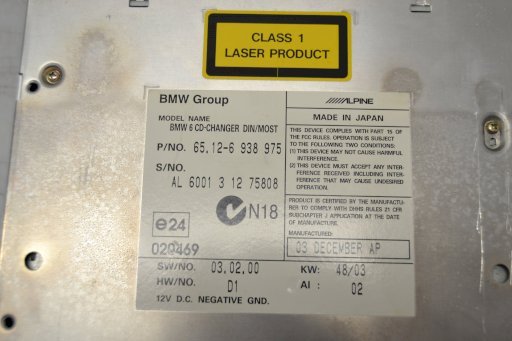 CLASS 1
LASER PRODUCT
BMW Group
MODEL NAME
BMW 6 CD-CHANGER DIN/MOST
P/NO. 65.12-6 938 975
S/NO.
AL 6001 3 12 75808
e24
N18
020469
SW/NO. 03,02,00
HW/NO. D1
12V D.C. NEGATIVE GND.
ALPINE
MADE IN JAPAN
THIS DEVICE COMPLIES WITH PART 15 OF
THE FCC RULES. OPERATION IS SUBJECT
TO THE FOLLOWING TWO CONDITIONS:
(1) THIS DEVICE MAY NOT CAUSE HARMFUL
INTERFERENCE.
(2) THIS DEVICE MUST ACCEPT ANY INTER-
FERENCE RECEIVED INCLUDING INTER-
FERENCE THAT MAY CAUSE UNDESIRED
OPERATION.
PRODUCT IS CERTIFIED BY THE MANUFACTU-
RER TO COMPLY WITH DHHS RULES 21 CFR
SUBCHAPTER J APPLICATION AT THE DATE
OF MANUFACTURE.
MANUFACTURED:
03 DECEMBER AP
KW: 48/03
AI : 02